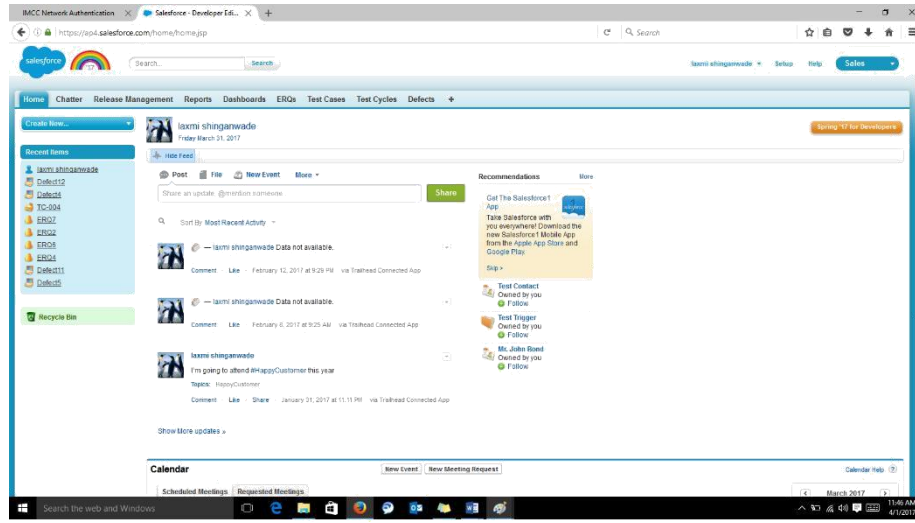 IMCC Network Authentication
Salesforce - Developer Edi...
https://ap4.salesforce.com/home/home.jsp
Search
salesforce
17
Search...
Search
laxmi shinganwade
Setup
Help
Sales
Home
Chatter
Release Management
Reports
Dashboards
ERQs
Test Cases
Test Cycles
Defects
+
Create New...
laxmi shinganwade
Friday March 31, 2017
Spring '17 for Developers
Hide Feed
Recent Items
laxmi shinganwade
Defect12
Defect4
TC-004
ERQ7
ERQ2
ERQ4
Defect11
Defect5
Recycle Bin
Post
File
New Event
More
Share an update, @mention someone...
Share
Sort By Most Recent Activity
— laxmi shinganwade Data not available.
Comment · Like · February 12, 2017 at 9:29 PM via Trailhead Connected App
— laxmi shinganwade Data not available.
Comment Like February 8, 2017 at 9:25 AM via Trailhead Connected App
laxmi shinganwade
I'm going to attend #HappyCustomer this year
Topics: HappyCustomer
Comment · Like · Share · January 31, 2017 at 11:11 PM via Trailhead Connected App
Show More updates »
Recommendations
More
Get The Salesforce1
App
Take Salesforce with
you everywhere! Download the
new Salesforce1 Mobile App
from the Apple App Store and
Google Play.
Skip >
Test Contact
Owned by you
Follow
Test Trigger
Owned by you
Follow
Mr. John Bond
Owned by you
Follow
Calendar
New Event
New Meeting Request
Calendar Help
Scheduled Meetings
Requested Meetings
March 2017
Search the web and Windows
11:46 AM
4/1/2017